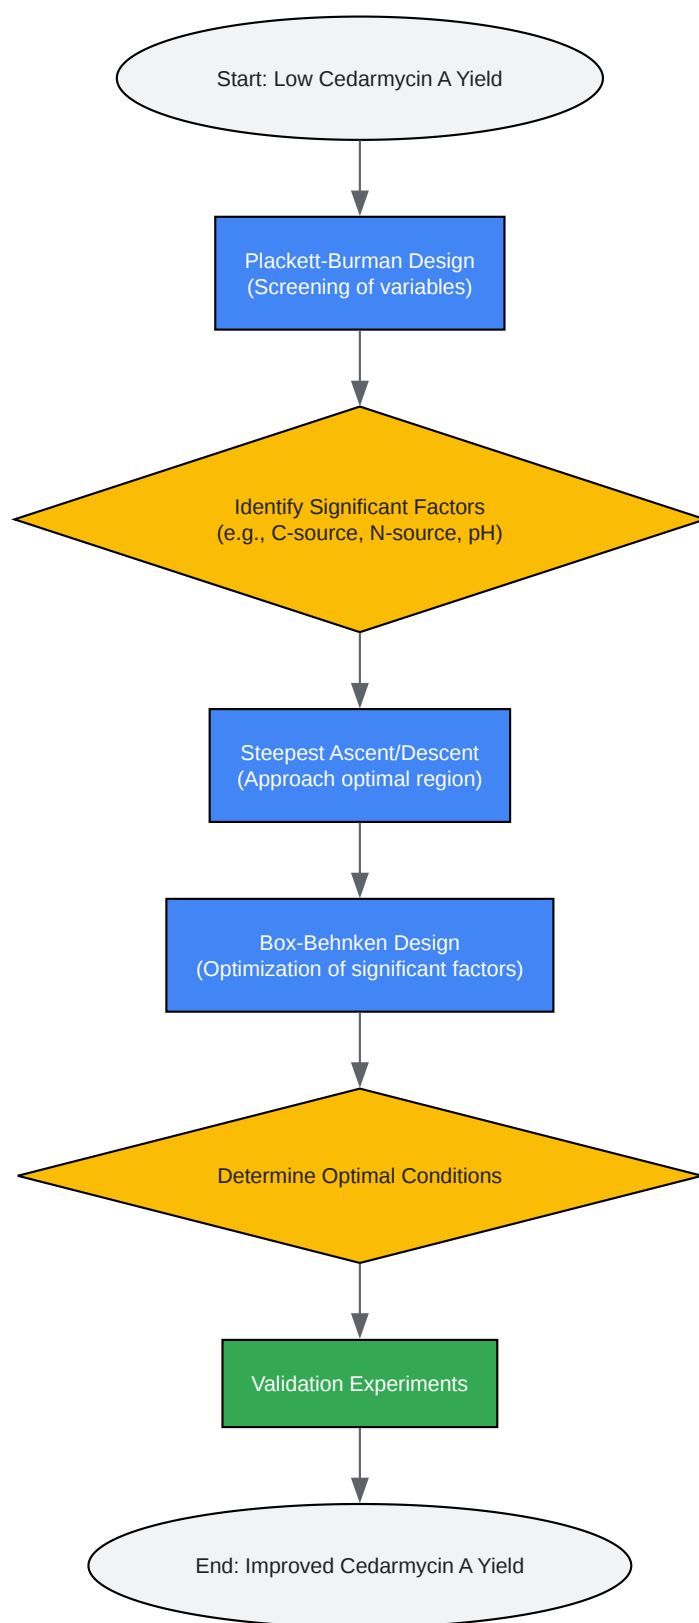 Start: Low Cedarmycin A Yield
Plackett-Burman Design
(Screening of variables)
Identify Significant Factors
(e.g., C-source, N-source, pH)
Steepest Ascent/Descent
(Approach optimal region)
Box-Behnken Design
(Optimization of significant factors)
Determine Optimal Conditions
Validation Experiments
End: Improved Cedarmycin A Yield